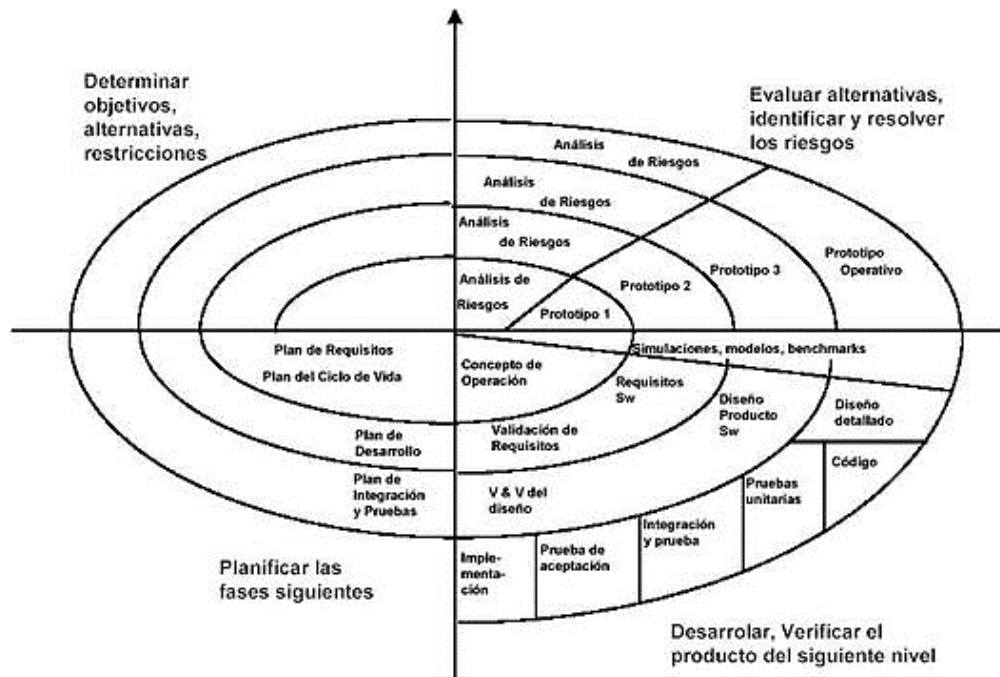 Determinar
objetivos,
alternativas,
restricciones
Evaluar alternativas,
identificar y resolver
los riesgos
Análisis
de Riesgos
Análisis
de Riesgos
Análisis
de Riesgos
Análisis de
Riesgos
Prototipo 1
Prototipo 2
Prototipo 3
Prototipo
Operativo
Simulaciones, modelos, benchmarks
Plan de Requisitos
Plan del Ciclo de Vida
Concepto de
Operación
Requisitos
Sw
Diseño
Producto
Sw
Diseño
detallado
Plan de
Desarrollo
Validación de
Requisitos
Código
Plan de
Integración
y Pruebas
V & V del
diseño
Pruebas
unitarias
Integración
y prueba
Prueba de
aceptación
Imple-
menta-
ción
Planificar las
fases siguientes
Desarrolar, Verificar el
producto del siguiente nivel